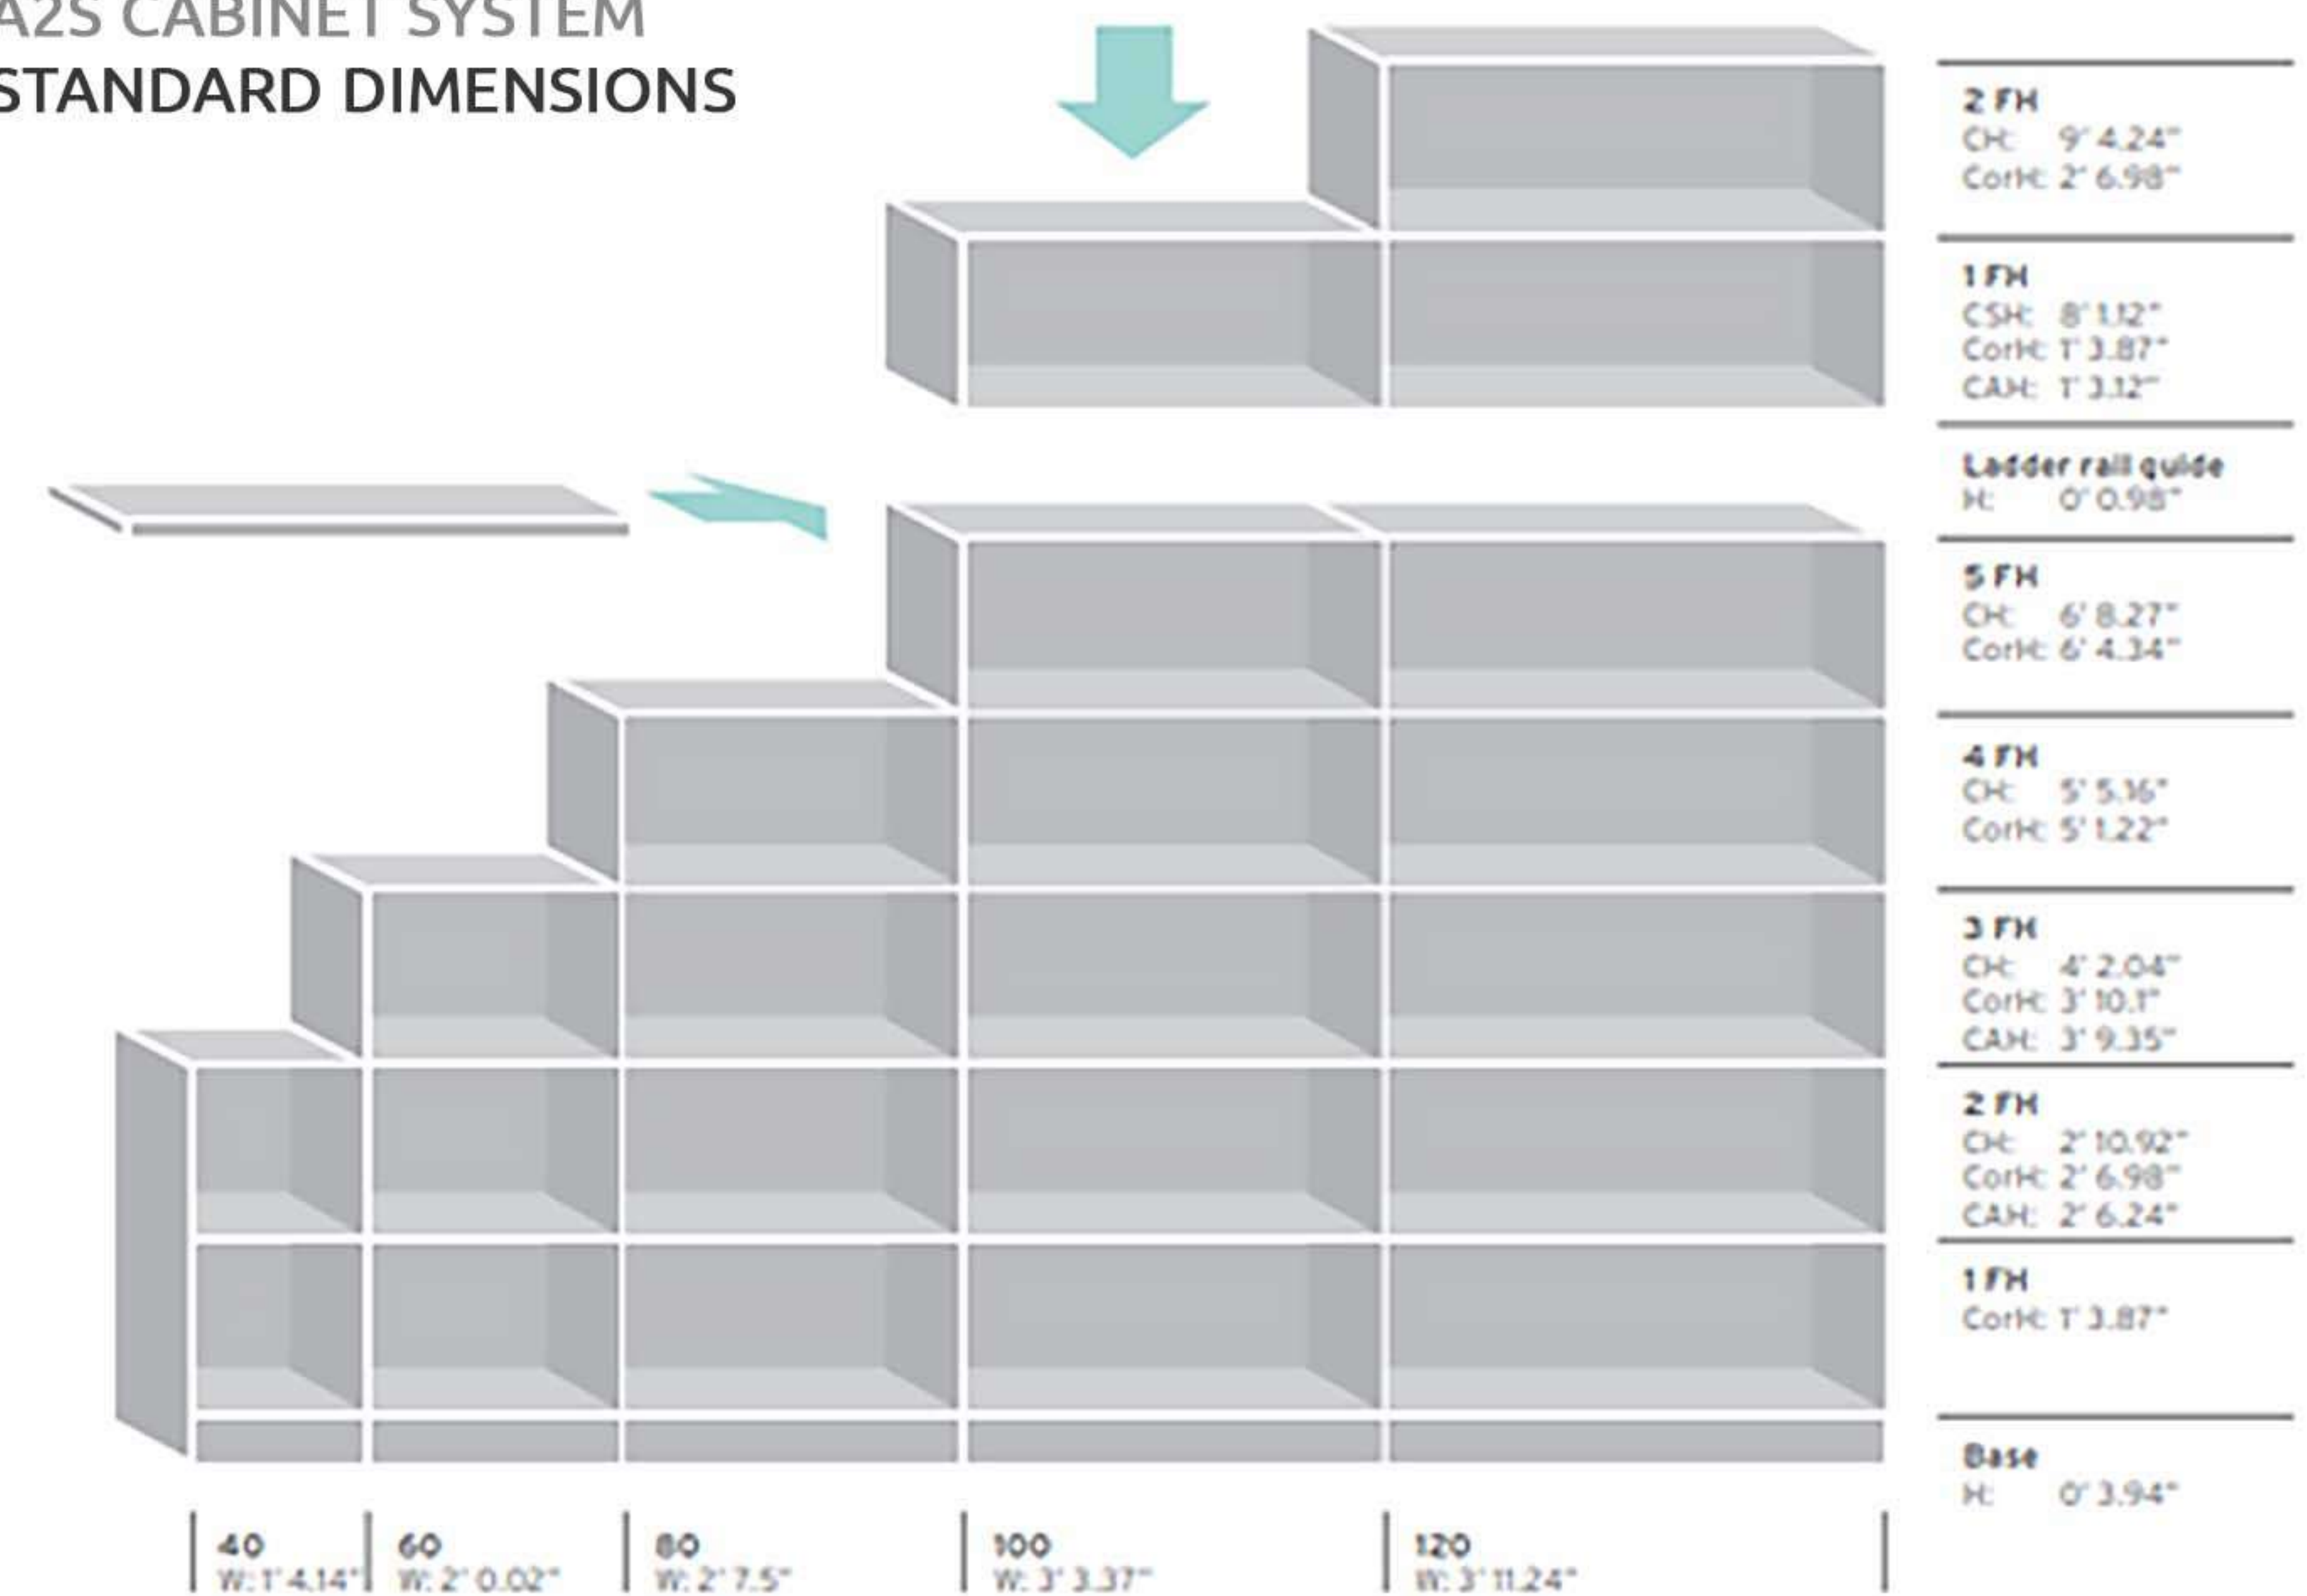 A2S CABINET SYSTEM
STANDARD DIMENSIONS
2 FH
CH: 9' 4.24"
CorH: 2' 6.98"
1 FH
CSH: 8' 1.12"
CorH: 1' 3.87"
CAH: 1' 3.12"
Ladder rail guide
H: 0' 0.98"
5 FH
CH: 6' 8.27"
CorH: 6' 4.34"
4 FH
CH: 5' 5.16"
CorH: 5' 1.22"
3 FH
CH: 4' 2.04"
CorH: 3' 10.1"
CAH: 3' 9.35"
2 FH
CH: 2' 10.92"
CorH: 2' 6.98"
CAH: 2' 6.24"
1 FH
CorH: 1' 3.87"
Base
H: 0' 3.94"
40 60 80 100 120
W: 1' 4.14" W: 2' 0.02" W: 2' 7.5" W: 3' 3.37" W: 3' 11.24"